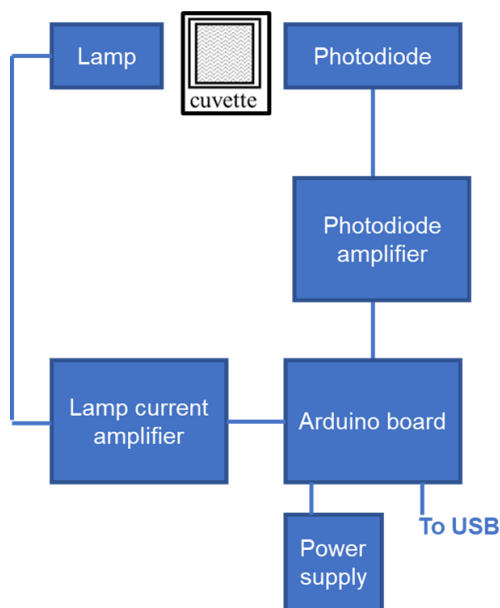 Lamp
cuvette
Photodiode
Photodiode
amplifier
Lamp current
amplifier
Arduino board
To USB
Power
supply